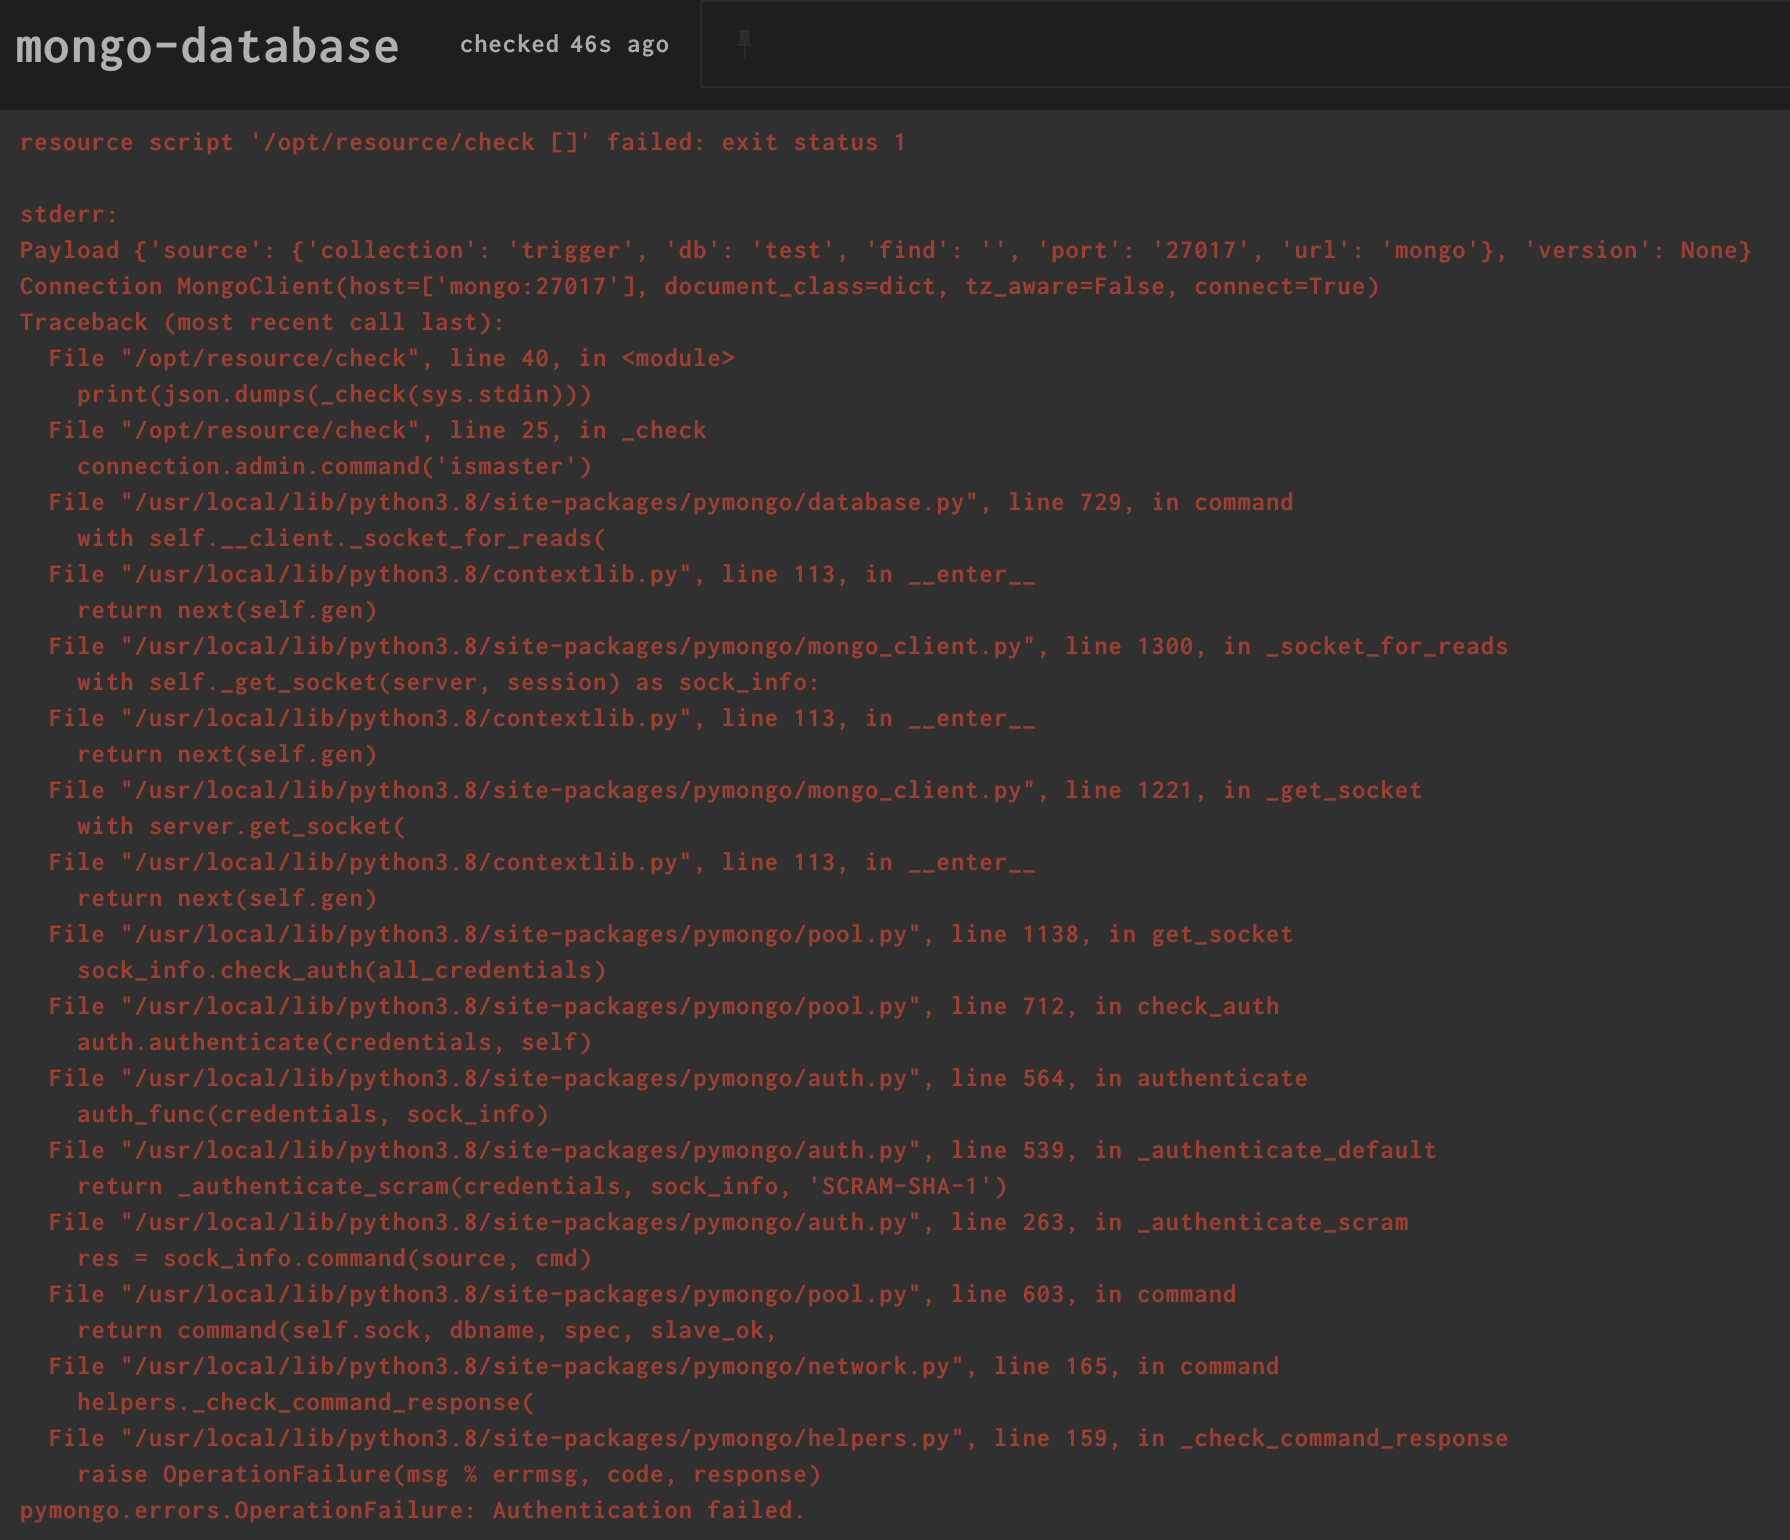 mongo-database
checked 46s ago
resource script '/opt/resource/check []' failed: exit status 1
stderr:
Payload {'source': {'collection': 'trigger', 'db': 'test', 'find': '', 'port': '27017', 'url': 'mongo'}, 'version': None}
Connection MongoClient(host=['mongo:27017'], document_class=dict, tz_aware=False, connect=True)
Traceback (most recent call last):
  File "/opt/resource/check", line 40, in <module>
    print(json.dumps(_check(sys.stdin)))
  File "/opt/resource/check", line 25, in _check
    connection.admin.command('ismaster')
  File "/usr/local/lib/python3.8/site-packages/pymongo/database.py", line 729, in command
    with self.__client._socket_for_reads(
  File "/usr/local/lib/python3.8/contextlib.py", line 113, in __enter__
    return next(self.gen)
  File "/usr/local/lib/python3.8/site-packages/pymongo/mongo_client.py", line 1300, in _socket_for_reads
    with self._get_socket(server, session) as sock_info:
  File "/usr/local/lib/python3.8/contextlib.py", line 113, in __enter__
    return next(self.gen)
  File "/usr/local/lib/python3.8/site-packages/pymongo/mongo_client.py", line 1221, in _get_socket
    with server.get_socket(
  File "/usr/local/lib/python3.8/contextlib.py", line 113, in __enter__
    return next(self.gen)
  File "/usr/local/lib/python3.8/site-packages/pymongo/pool.py", line 1138, in get_socket
    sock_info.check_auth(all_credentials)
  File "/usr/local/lib/python3.8/site-packages/pymongo/pool.py", line 712, in check_auth
    auth.authenticate(credentials, self)
  File "/usr/local/lib/python3.8/site-packages/pymongo/auth.py", line 564, in authenticate
    auth_func(credentials, sock_info)
  File "/usr/local/lib/python3.8/site-packages/pymongo/auth.py", line 539, in _authenticate_default
    return _authenticate_scram(credentials, sock_info, 'SCRAM-SHA-1')
  File "/usr/local/lib/python3.8/site-packages/pymongo/auth.py", line 263, in _authenticate_scram
    res = sock_info.command(source, cmd)
  File "/usr/local/lib/python3.8/site-packages/pymongo/pool.py", line 603, in command
    return command(self.sock, dbname, spec, slave_ok,
  File "/usr/local/lib/python3.8/site-packages/pymongo/network.py", line 165, in command
    helpers._check_command_response(
  File "/usr/local/lib/python3.8/site-packages/pymongo/helpers.py", line 159, in _check_command_response
    raise OperationFailure(msg % errmsg, code, response)
pymongo.errors.OperationFailure: Authentication failed.